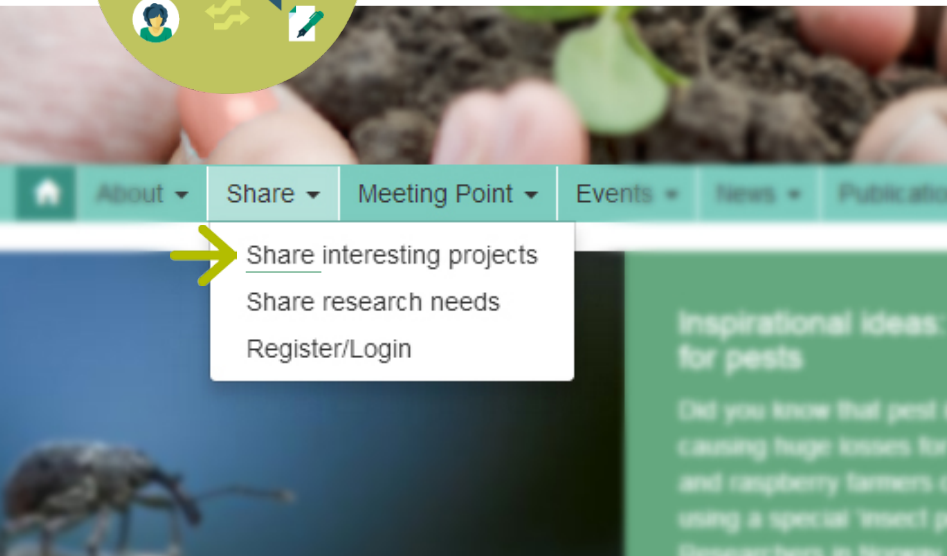 About Share Meeting Point Events News
Share interesting projects
Share research needs
Register/Login
Inspirational ideas:
for pests
Did you know that pest
causing huge losses for
and raspberry farmers
using a special 'insect